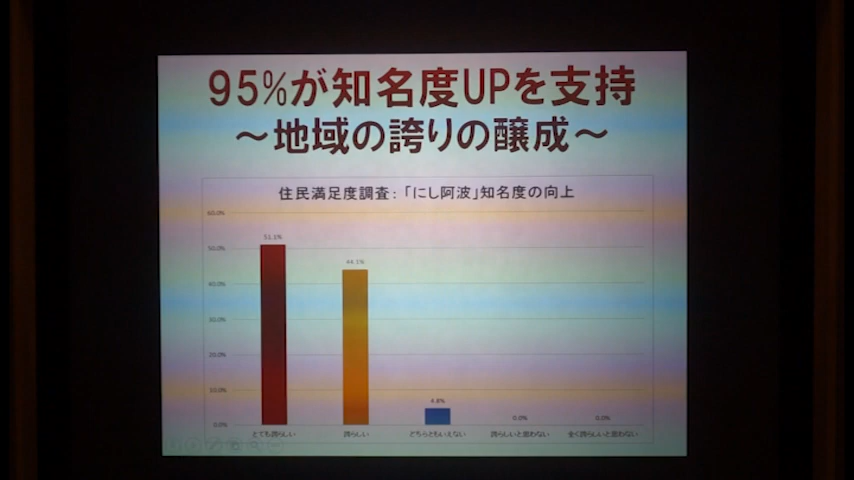 95%が知名度UPを支持
～地域の誇りの醸成～
住民満足度調査：「にし阿波」知名度の向上
60.0%
50.0%
40.0%
30.0%
20.0%
10.0%
0.0%
51.1%
44.1%
4.8%
0.0%
0.0%
とても誇らしい
誇らしい
どちらともいえない
誇らしいと思わない
全く誇らしいと思わない